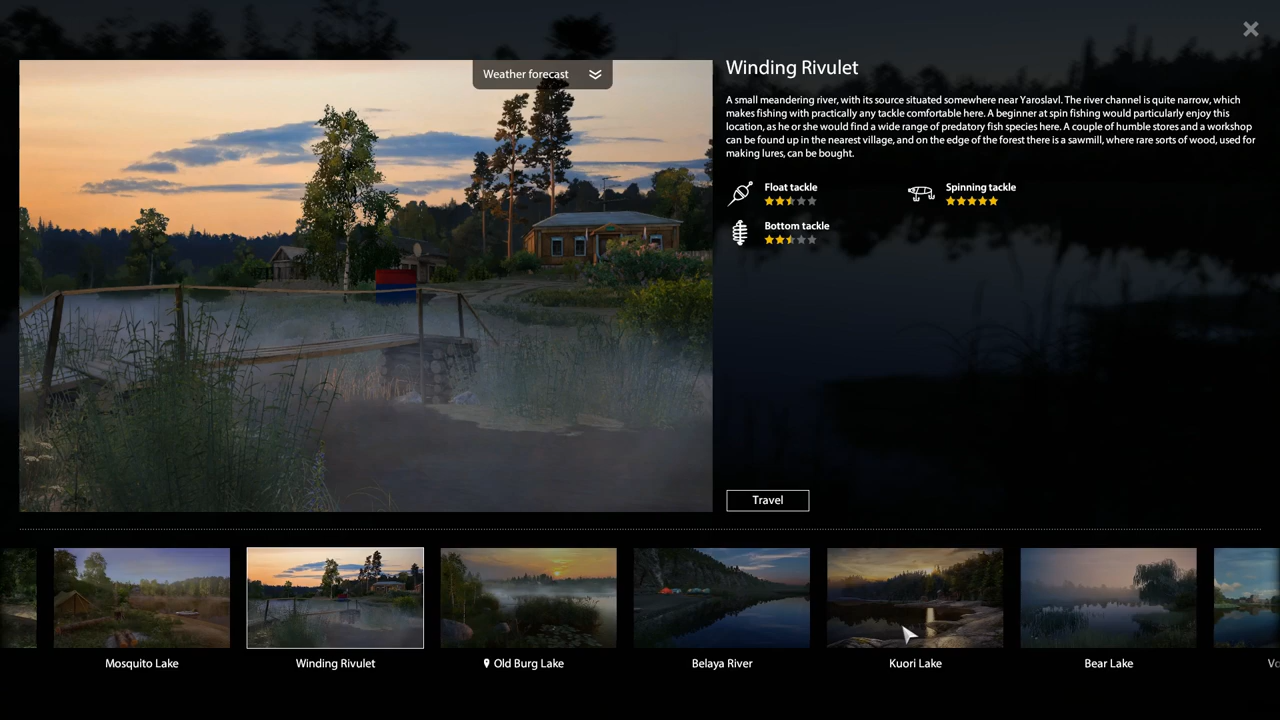 Weather forecast
Winding Rivulet
A small meandering river, with its source situated somewhere near Yaroslavl. The river channel is quite narrow, which
makes fishing with practically any tackle comfortable here. A beginner at spin fishing would particularly enjoy this
location, as he or she would find a wide range of predatory fish species here. A couple of humble stores and a workshop
can be found up in the nearest village, and on the edge of the forest there is a sawmill, where rare sorts of wood, used for
making lures, can be bought.
Float tackle
Spinning tackle
Bottom tackle
Travel
Mosquito Lake
Winding Rivulet
Old Burg Lake
Belaya River
Kuori Lake
Bear Lake